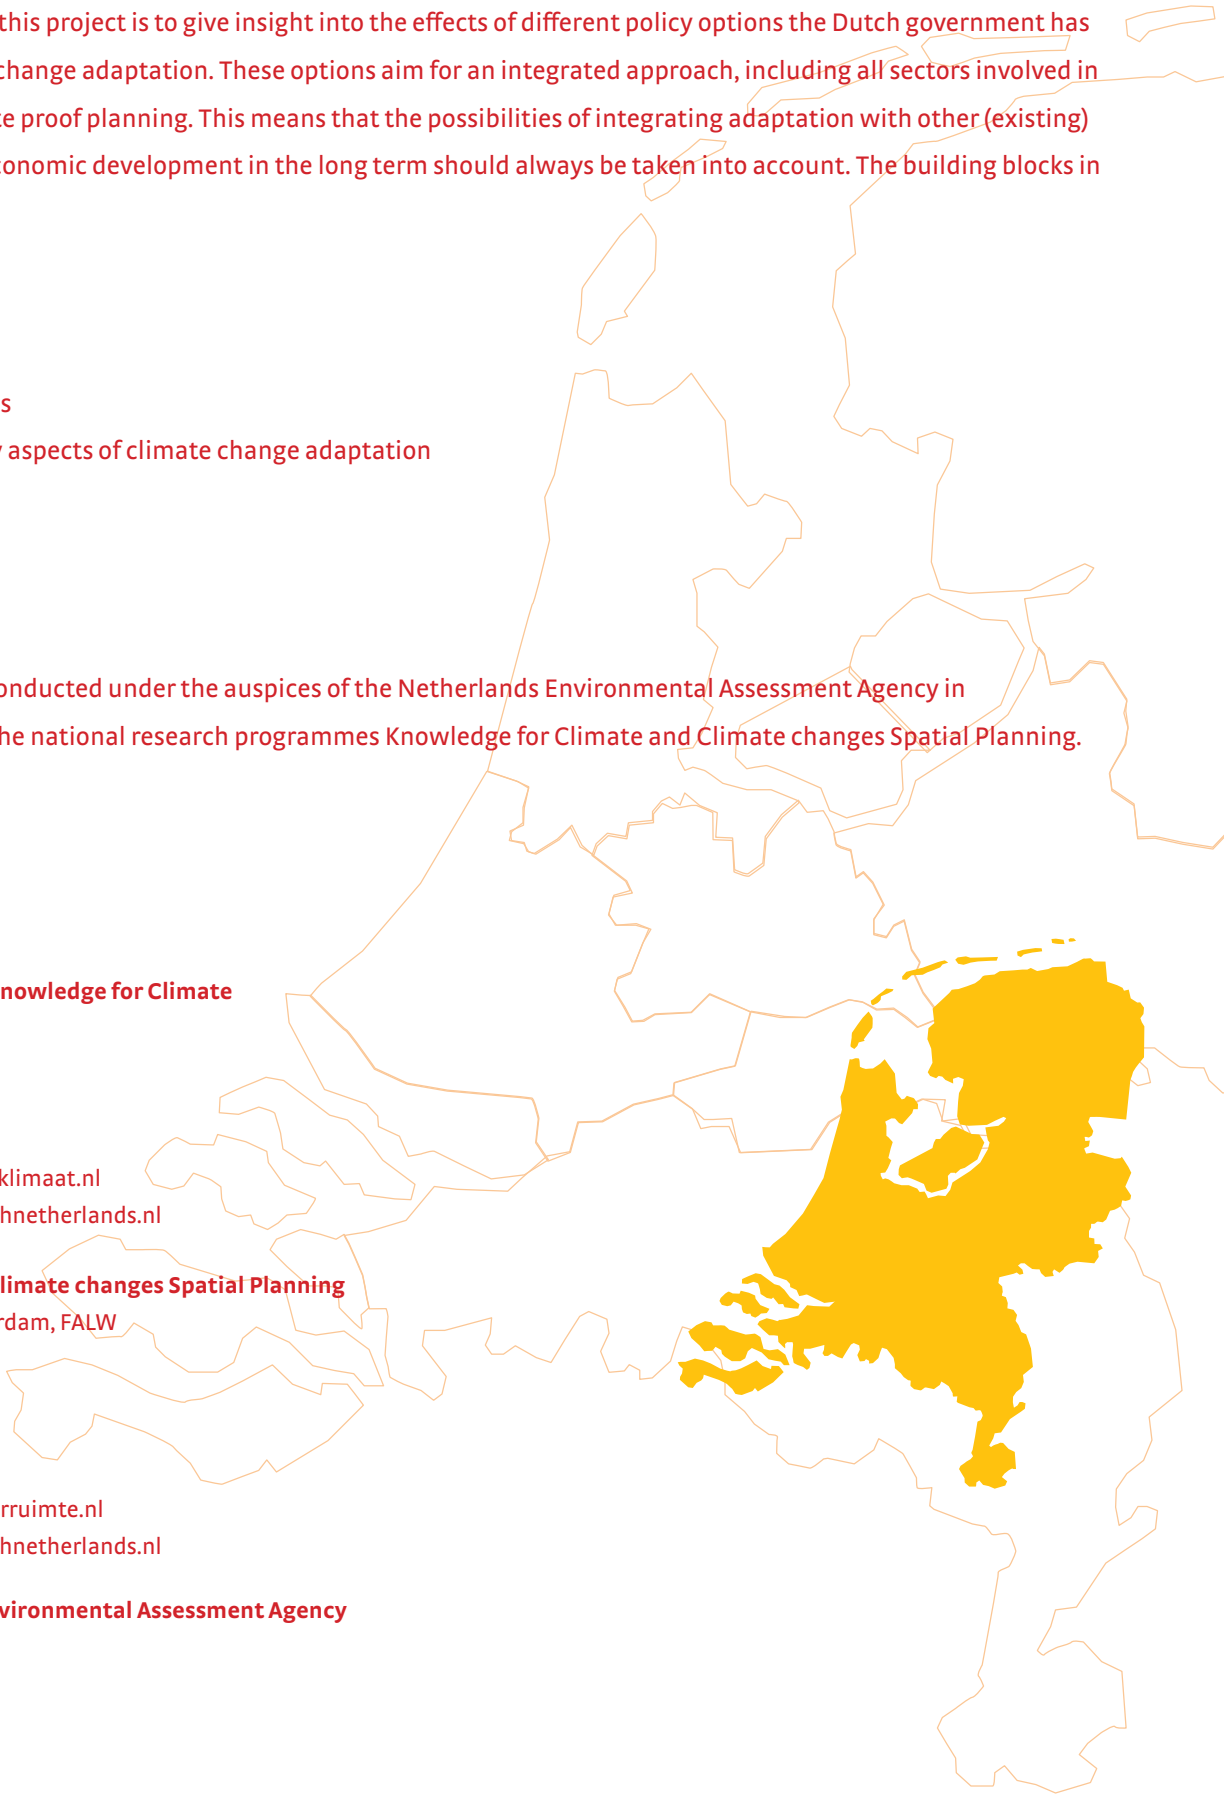 this project is to give insight into the effects of different policy options the Dutch government has
change adaptation. These options aim for an integrated approach, including all sectors involved in
e proof planning. This means that the possibilities of integrating adaptation with other (existing)
conomic development in the long term should always be taken into account. The building blocks in
s
aspects of climate change adaptation
onducted under the auspices of the Netherlands Environmental Assessment Agency in
he national research programmes Knowledge for Climate and Climate changes Spatial Planning.
nowledge for Climate
klimaat.nl
hnetherlands.nl
limate changes Spatial Planning
rdam, FALW
rruimte.nl
hnetherlands.nl
vironmental Assessment Agency